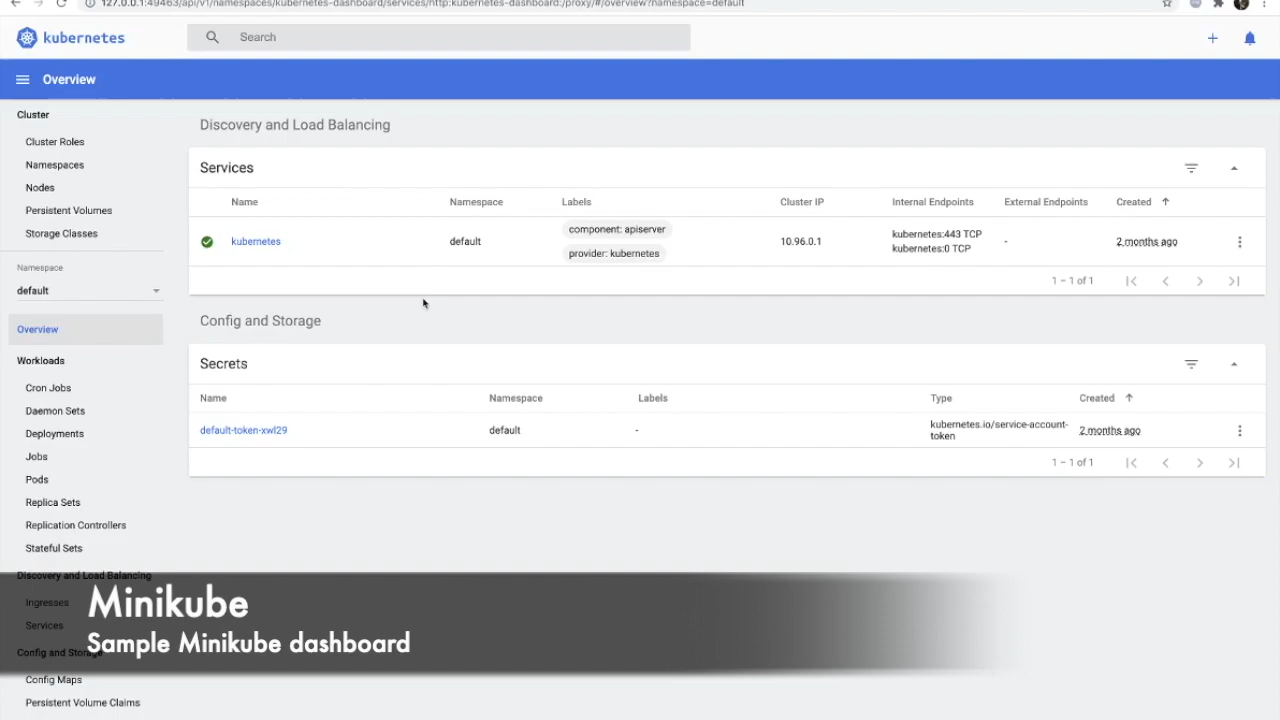 127.0.0.1:49463/api/v1/namespaces/kubernetes-dashboard/services/http:kubernetes-dashboard:/proxy/#/overview?namespace=default
kubernetes
Search
Overview
Cluster
Cluster Roles
Namespaces
Nodes
Persistent Volumes
Storage Classes
Namespace
default
Overview
Workloads
Cron Jobs
Daemon Sets
Deployments
Jobs
Pods
Replica Sets
Replication Controllers
Stateful Sets
Discovery and Load Balancing
Ingresses
Services
Config and Storage
Config Maps
Persistent Volume Claims
Discovery and Load Balancing
Services
Name Namespace Labels Cluster IP Internal Endpoints External Endpoints Created
kubernetes default component: apiserver provider: kubernetes 10.96.0.1 kubernetes:443 TCP kubernetes:0 TCP - 2 months ago
1 – 1 of 1
Config and Storage
Secrets
Name Namespace Labels Type Created
default-token-xwl29 default - kubernetes.io/service-account-token 2 months ago
1 – 1 of 1
Minikube
Sample Minikube dashboard